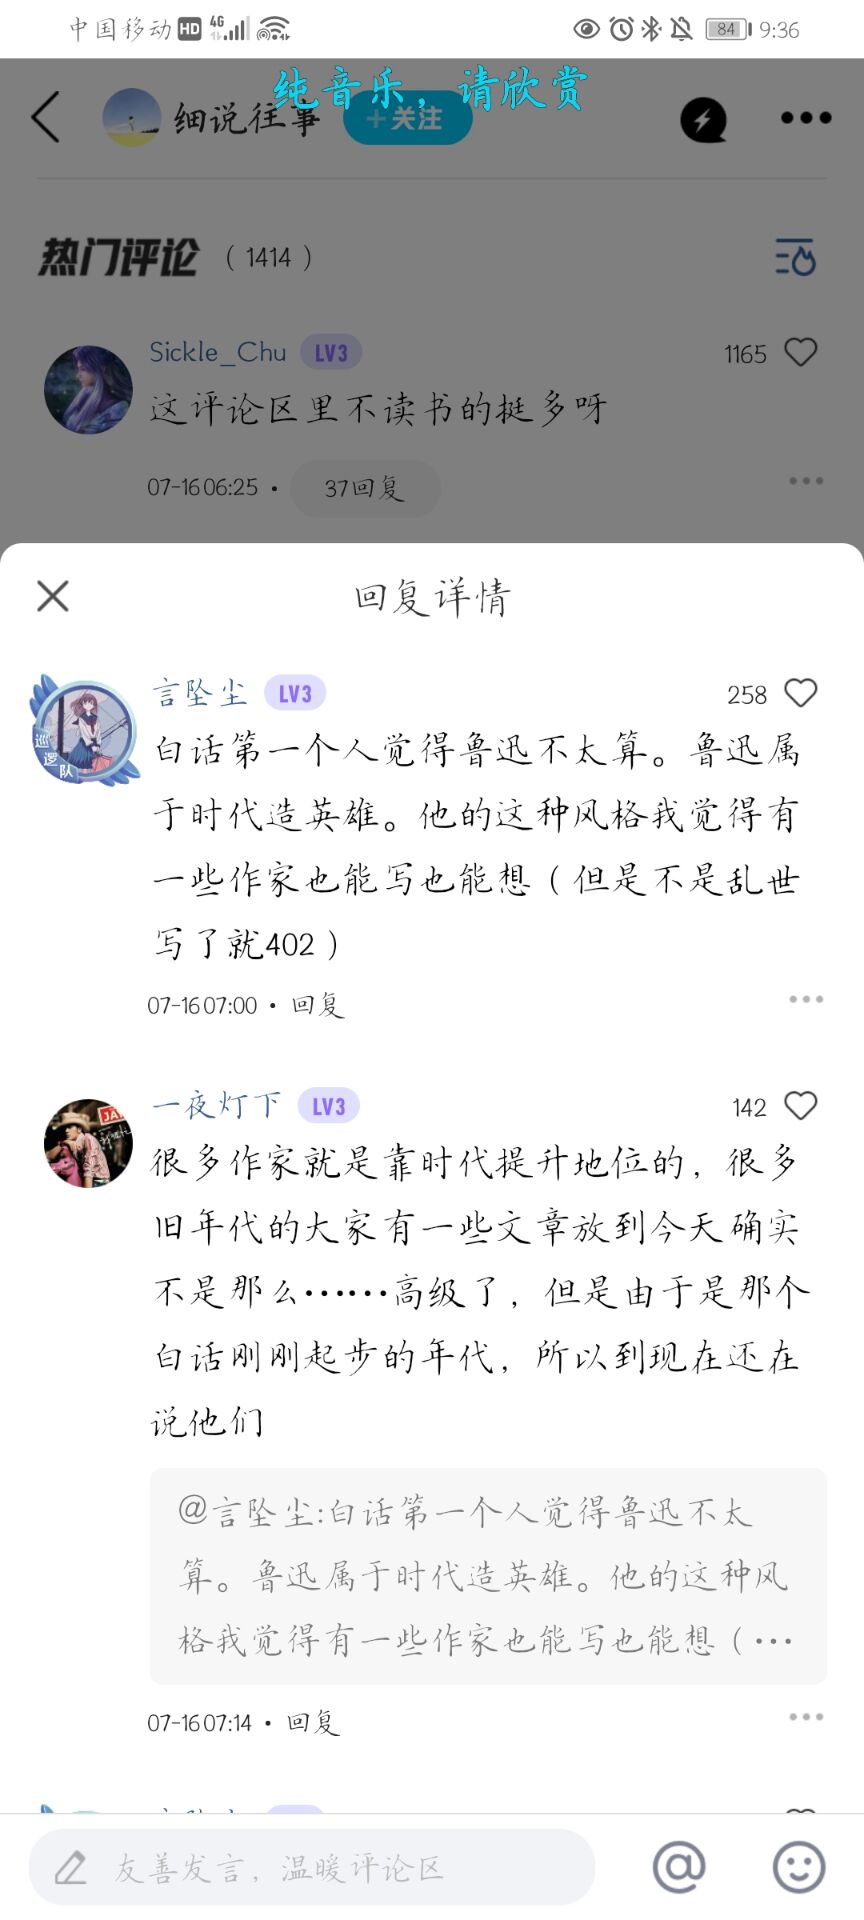 中国移动 HD 4G 84 9:36
纯音乐，请欣赏
细说往事 +关注
热门评论 （1414）
Sickle_Chu LV3 1165
这评论区里不读书的挺多呀
07-16 06:25 · 37回复
回复详情
言坠尘 LV3 258
巡逻队
白话第一个人觉得鲁迅不太算。鲁迅属
于时代造英雄。他的这种风格我觉得有
一些作家也能写也能想（但是不是乱世
写了就402）
07-16 07:00 · 回复
一夜灯下 LV3 142
很多作家就是靠时代提升地位的，很多
旧年代的大家有一些文章放到今天确实
不是那么……高级了，但是由于是那个
白话刚刚起步的年代，所以到现在还在
说他们
@言坠尘:白话第一个人觉得鲁迅不太
算。鲁迅属于时代造英雄。他的这种风
格我觉得有一些作家也能写也能想（…
07-16 07:14 · 回复
友善发言，温暖评论区